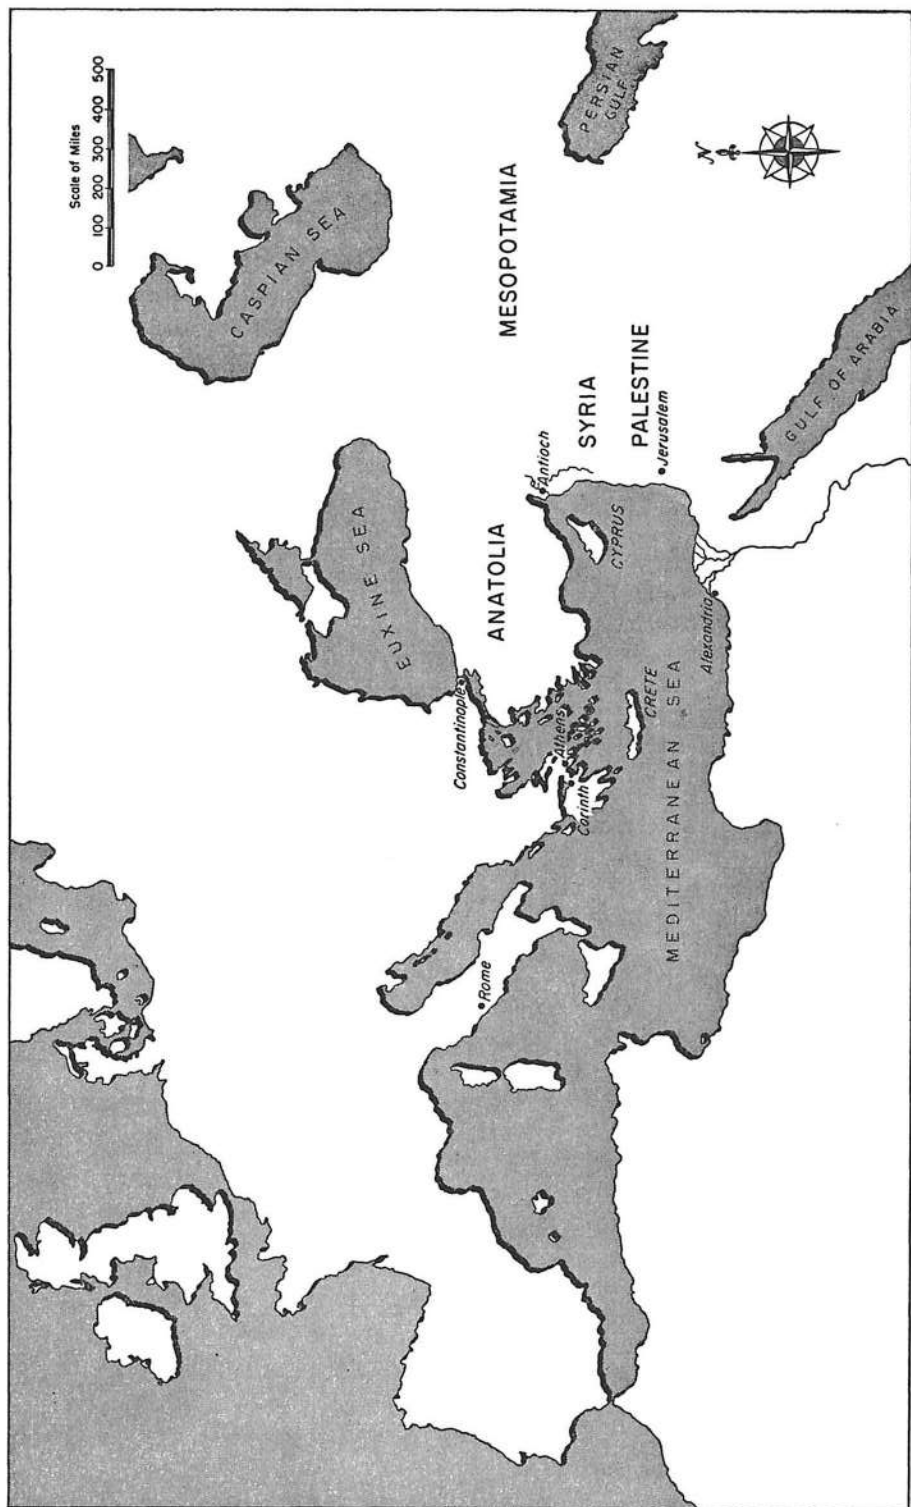 Scale of Miles
0 100 200 300 400 500
CASPIAN SEA
EUXINE SEA
Constantinople
ANATOLIA
MESOPOTAMIA
PERSIAN
GULF
N
Rome
Athens
Corinth
CRETE
MEDITERRANEAN SEA
Antioch
CYPRUS
SYRIA
PALESTINE
Jerusalem
Alexandria
GULF OF ARABIA